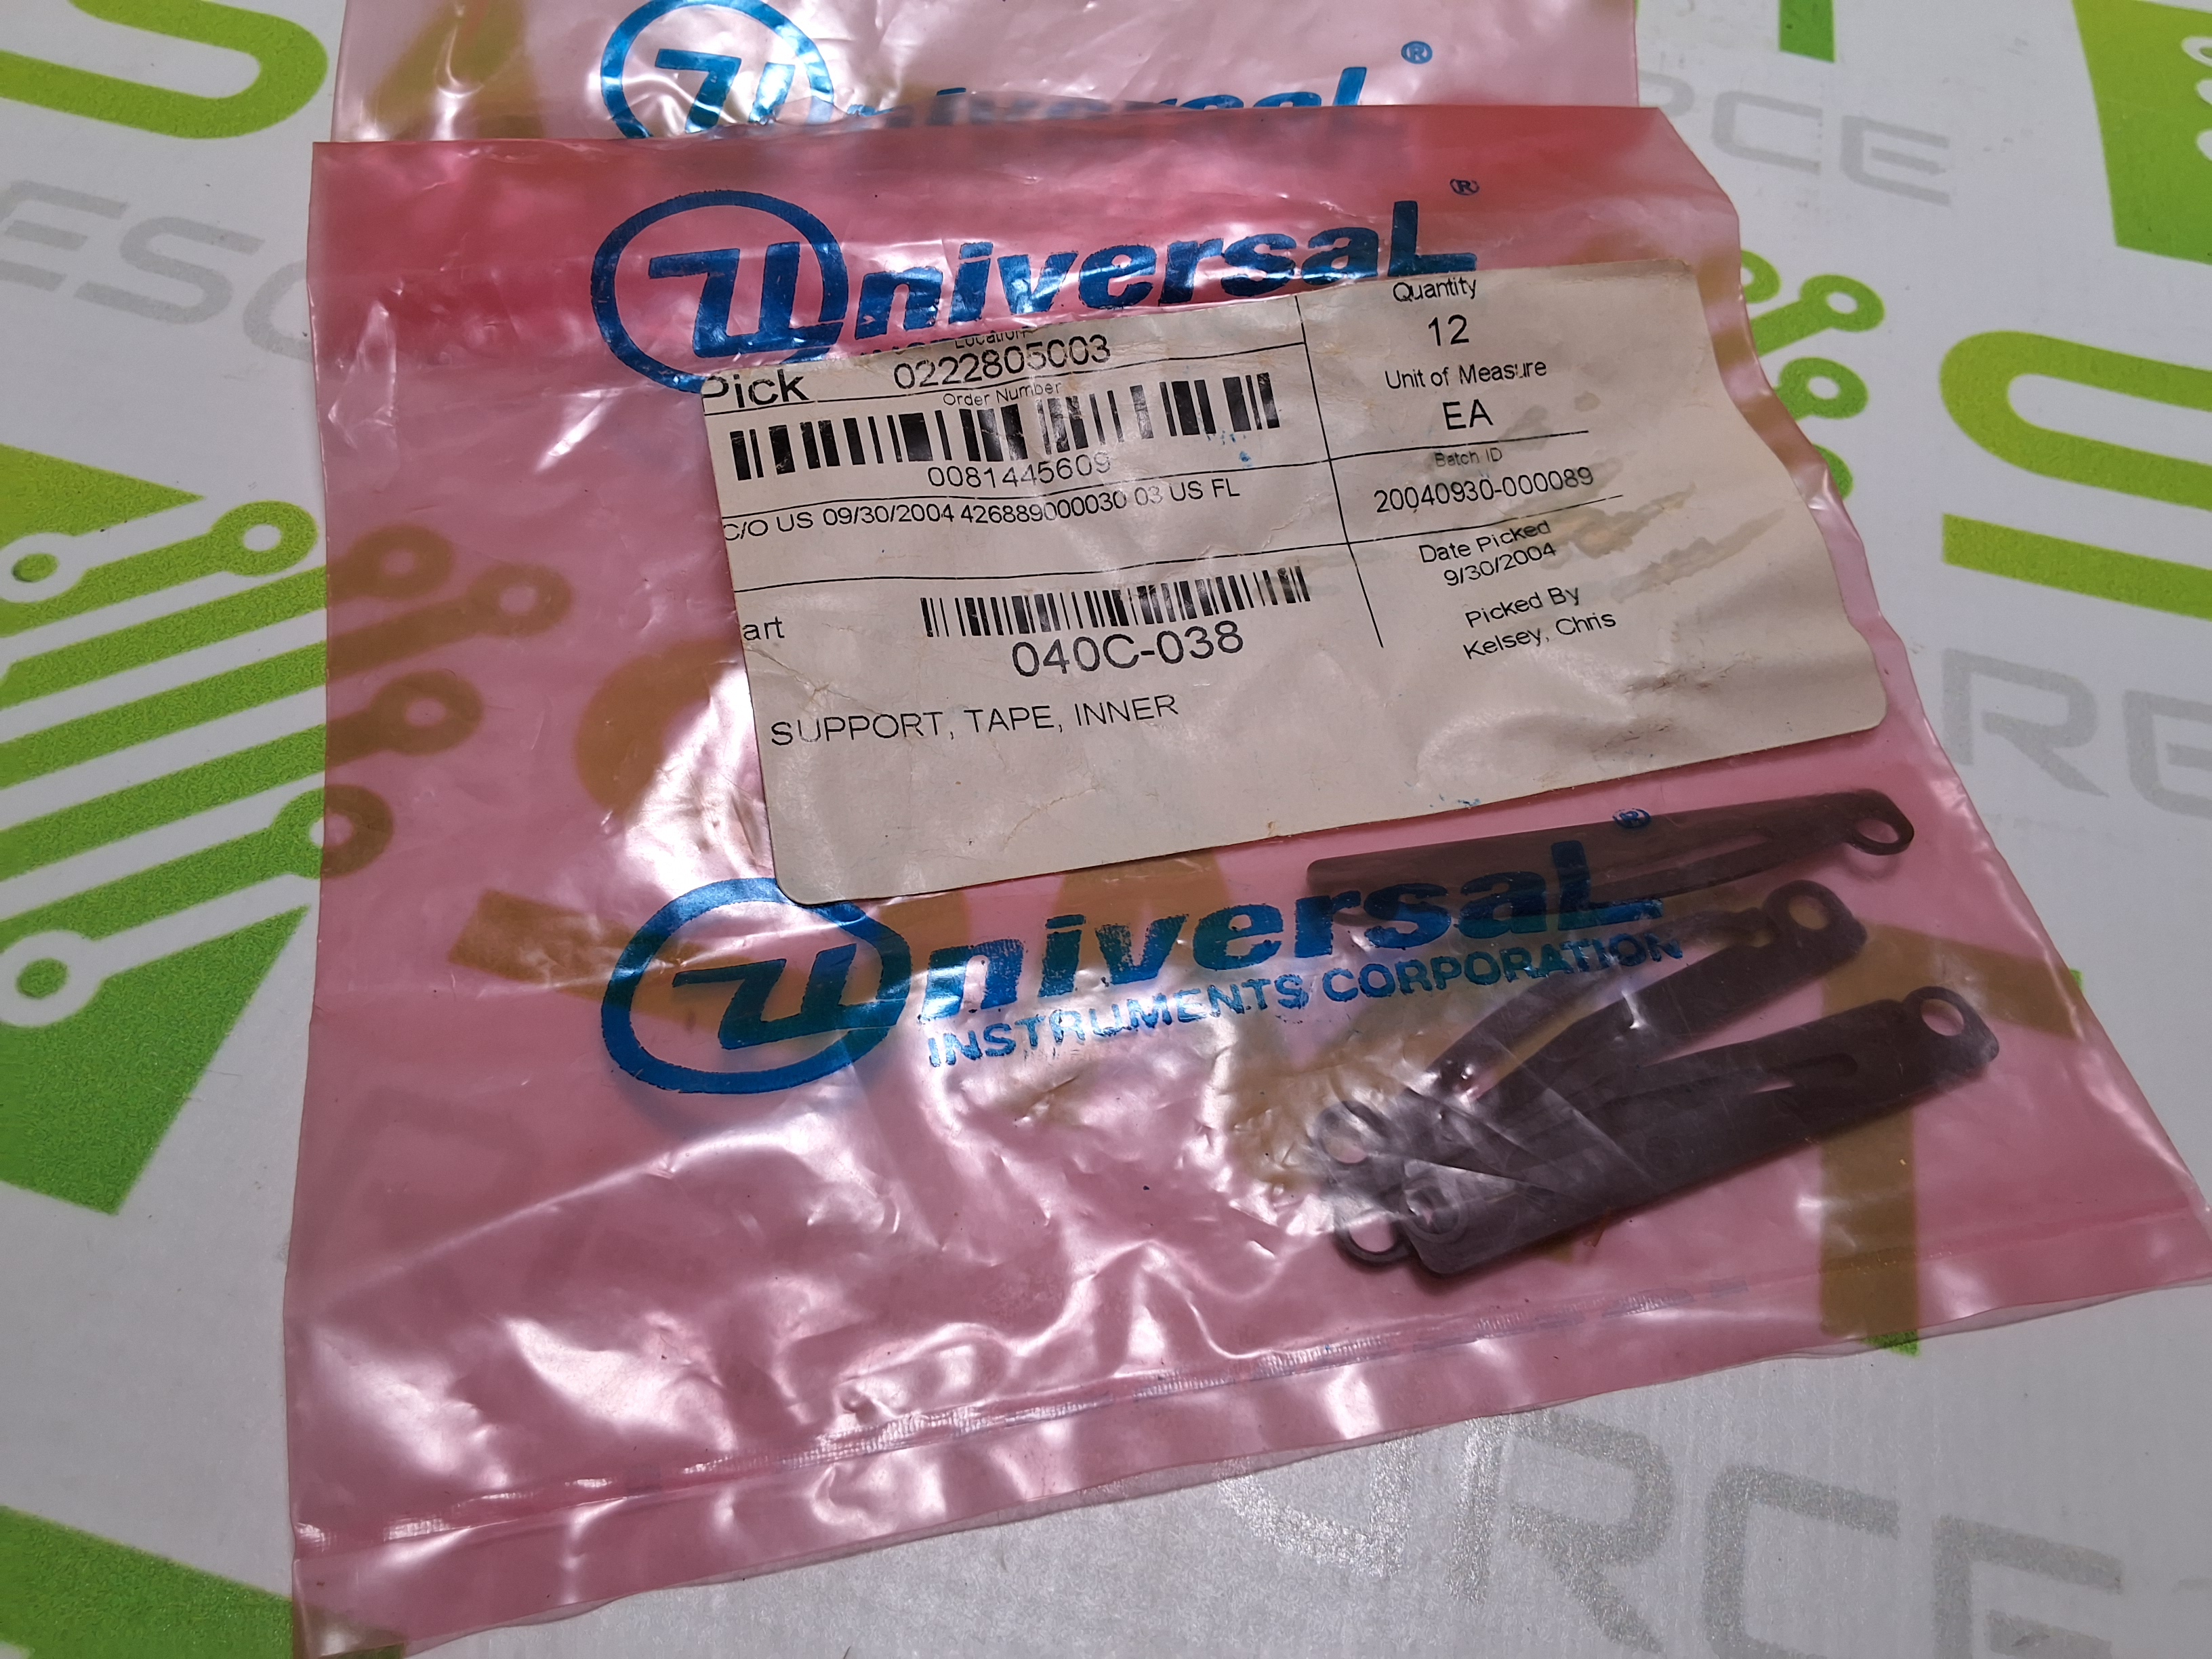 Universal ®
Universal ®
Location
Pick 0222805003
Order Number
0081445609
C/O US 09/30/2004 426889000030 03 US FL
art
040C-038
SUPPORT, TAPE, INNER
Quantity
12
Unit of Measure
EA
Batch ID
20040930-000089
Date Picked
9/30/2004
Picked By
Kelsey, Chris
Universal ®
INSTRUMENTS CORPORATION